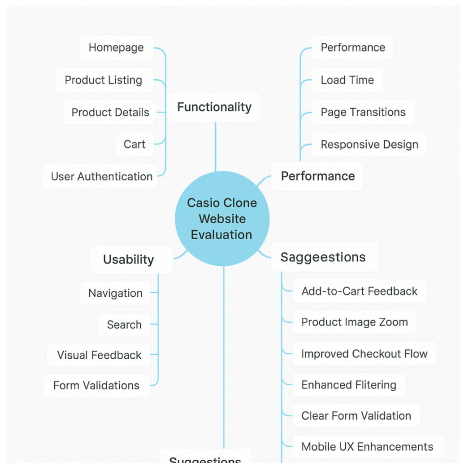 Homepage
Product Listing
Product Details
Cart
User Authentication
Functionality
Performance
Load Time
Page Transitions
Responsive Design
Performance
Casio Clone
Website
Evaluation
Usability
Navigation
Search
Visual Feedback
Form Validations
Saggeestions
Add-to-Cart Feedback
Product Image Zoom
Improved Checkout Flow
Enhanced Flitering
Clear Form Validation
Mobile UX Enhancements
Suggestions